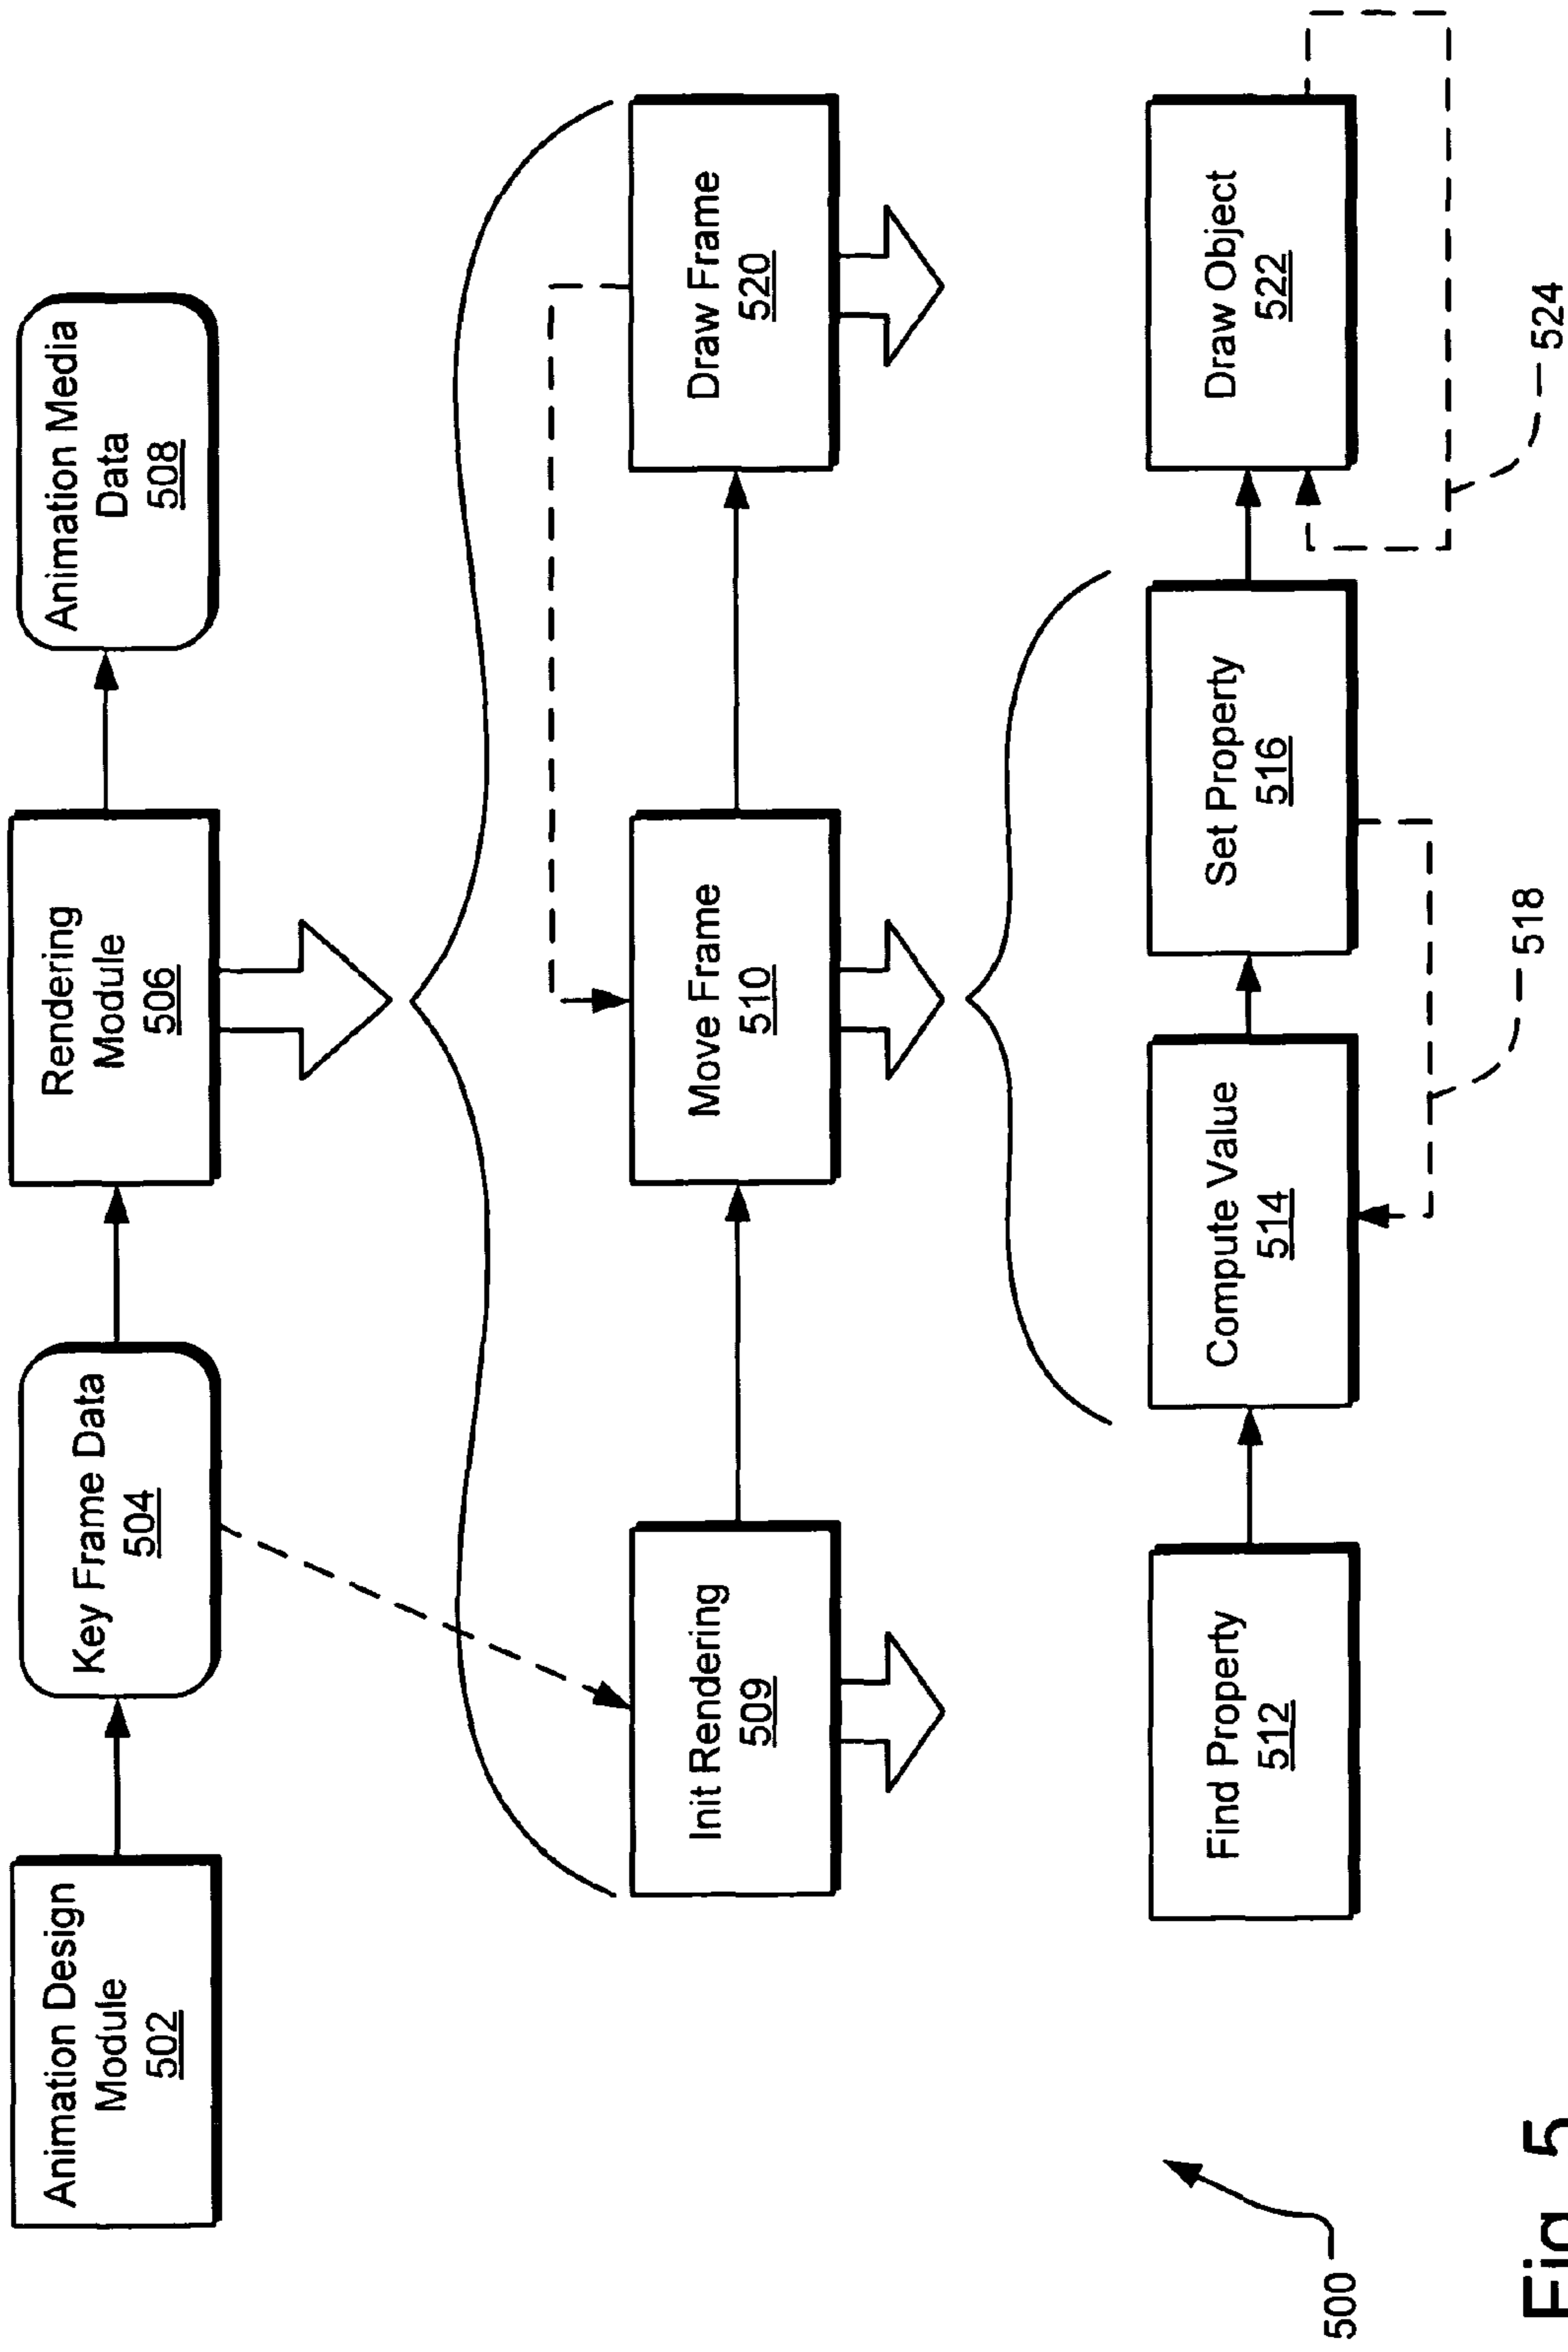 Animation Design
Module
502
Key Frame Data
504
Rendering
Module
506
Animation Media
Data
508
Init Rendering
509
Move Frame
510
Draw Frame
520
Find Property
512
Compute Value
514
Set Property
516
Draw Object
522
518
524
500
Fig. 5